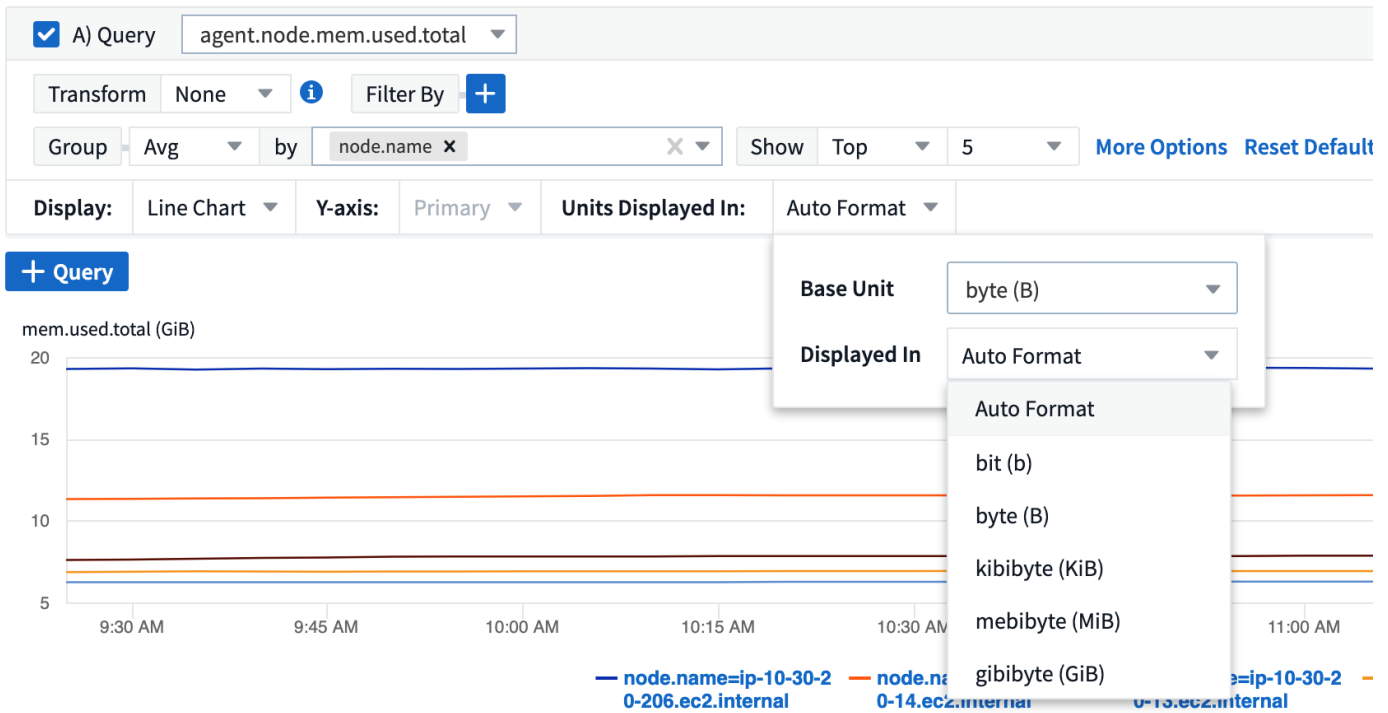 A) Query agent.node.mem.used.total
Transform None i Filter By +
Group Avg by node.name × × Show Top 5 More Options Reset Default
Display: Line Chart Y-axis: Primary Units Displayed In: Auto Format
+ Query
Base Unit byte (B)
Displayed In Auto Format
Auto Format
bit (b)
byte (B)
kibibyte (KiB)
mebibyte (MiB)
gibibyte (GiB)
mem.used.total (GiB)
20
15
10
5
9:30 AM 9:45 AM 10:00 AM 10:15 AM 10:30 AM 11:00 AM
node.name=ip-10-30-2
0-206.ec2.internal
node.na
0-14.ec2.internal
e=ip-10-30-2
0-13.ec2.internal